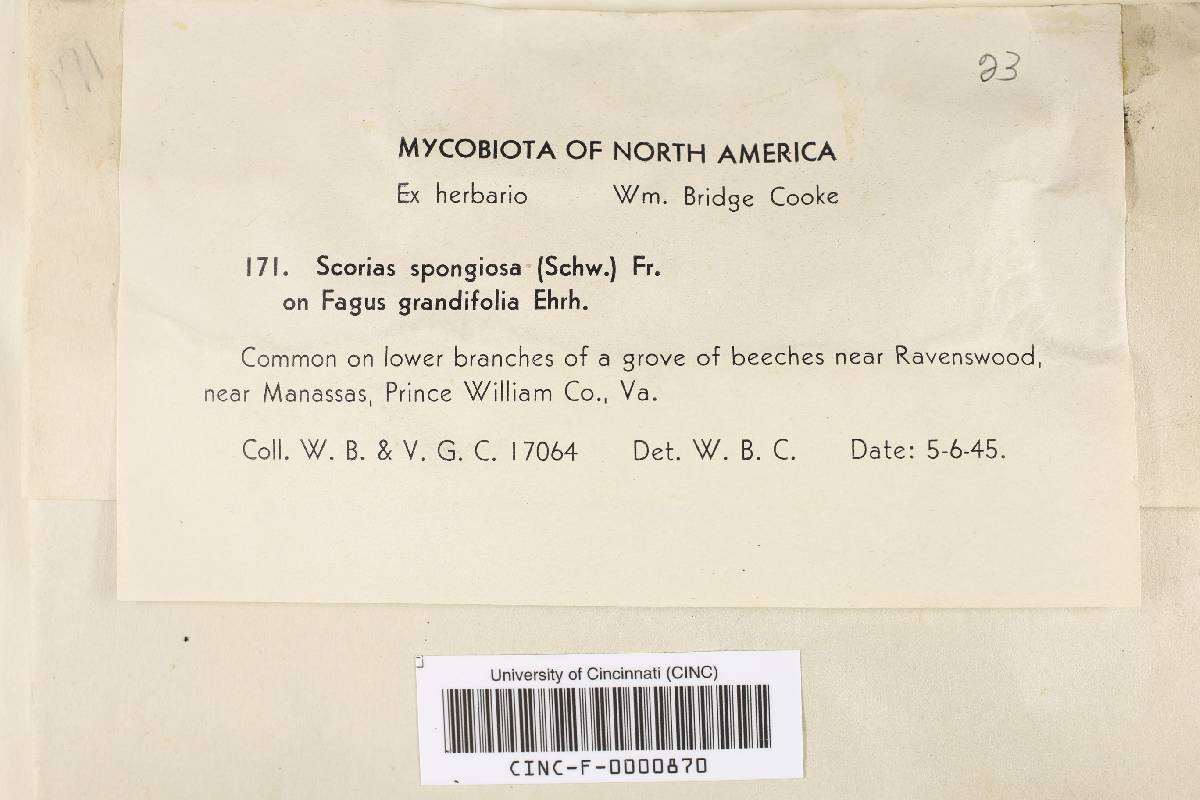 171
23
MYCOBIOTA OF NORTH AMERICA
Ex herbario Wm. Bridge Cooke
171. Scorias spongiosa (Schw.) Fr.
on Fagus grandifolia Ehrh.
Common on lower branches of a grove of beeches near Ravenswood,
near Manassas, Prince William Co., Va.
Coll. W. B. & V. G. C. 17064 Det. W. B. C. Date: 5-6-45.
University of Cincinnati (CINC)
CINC-F-0000870